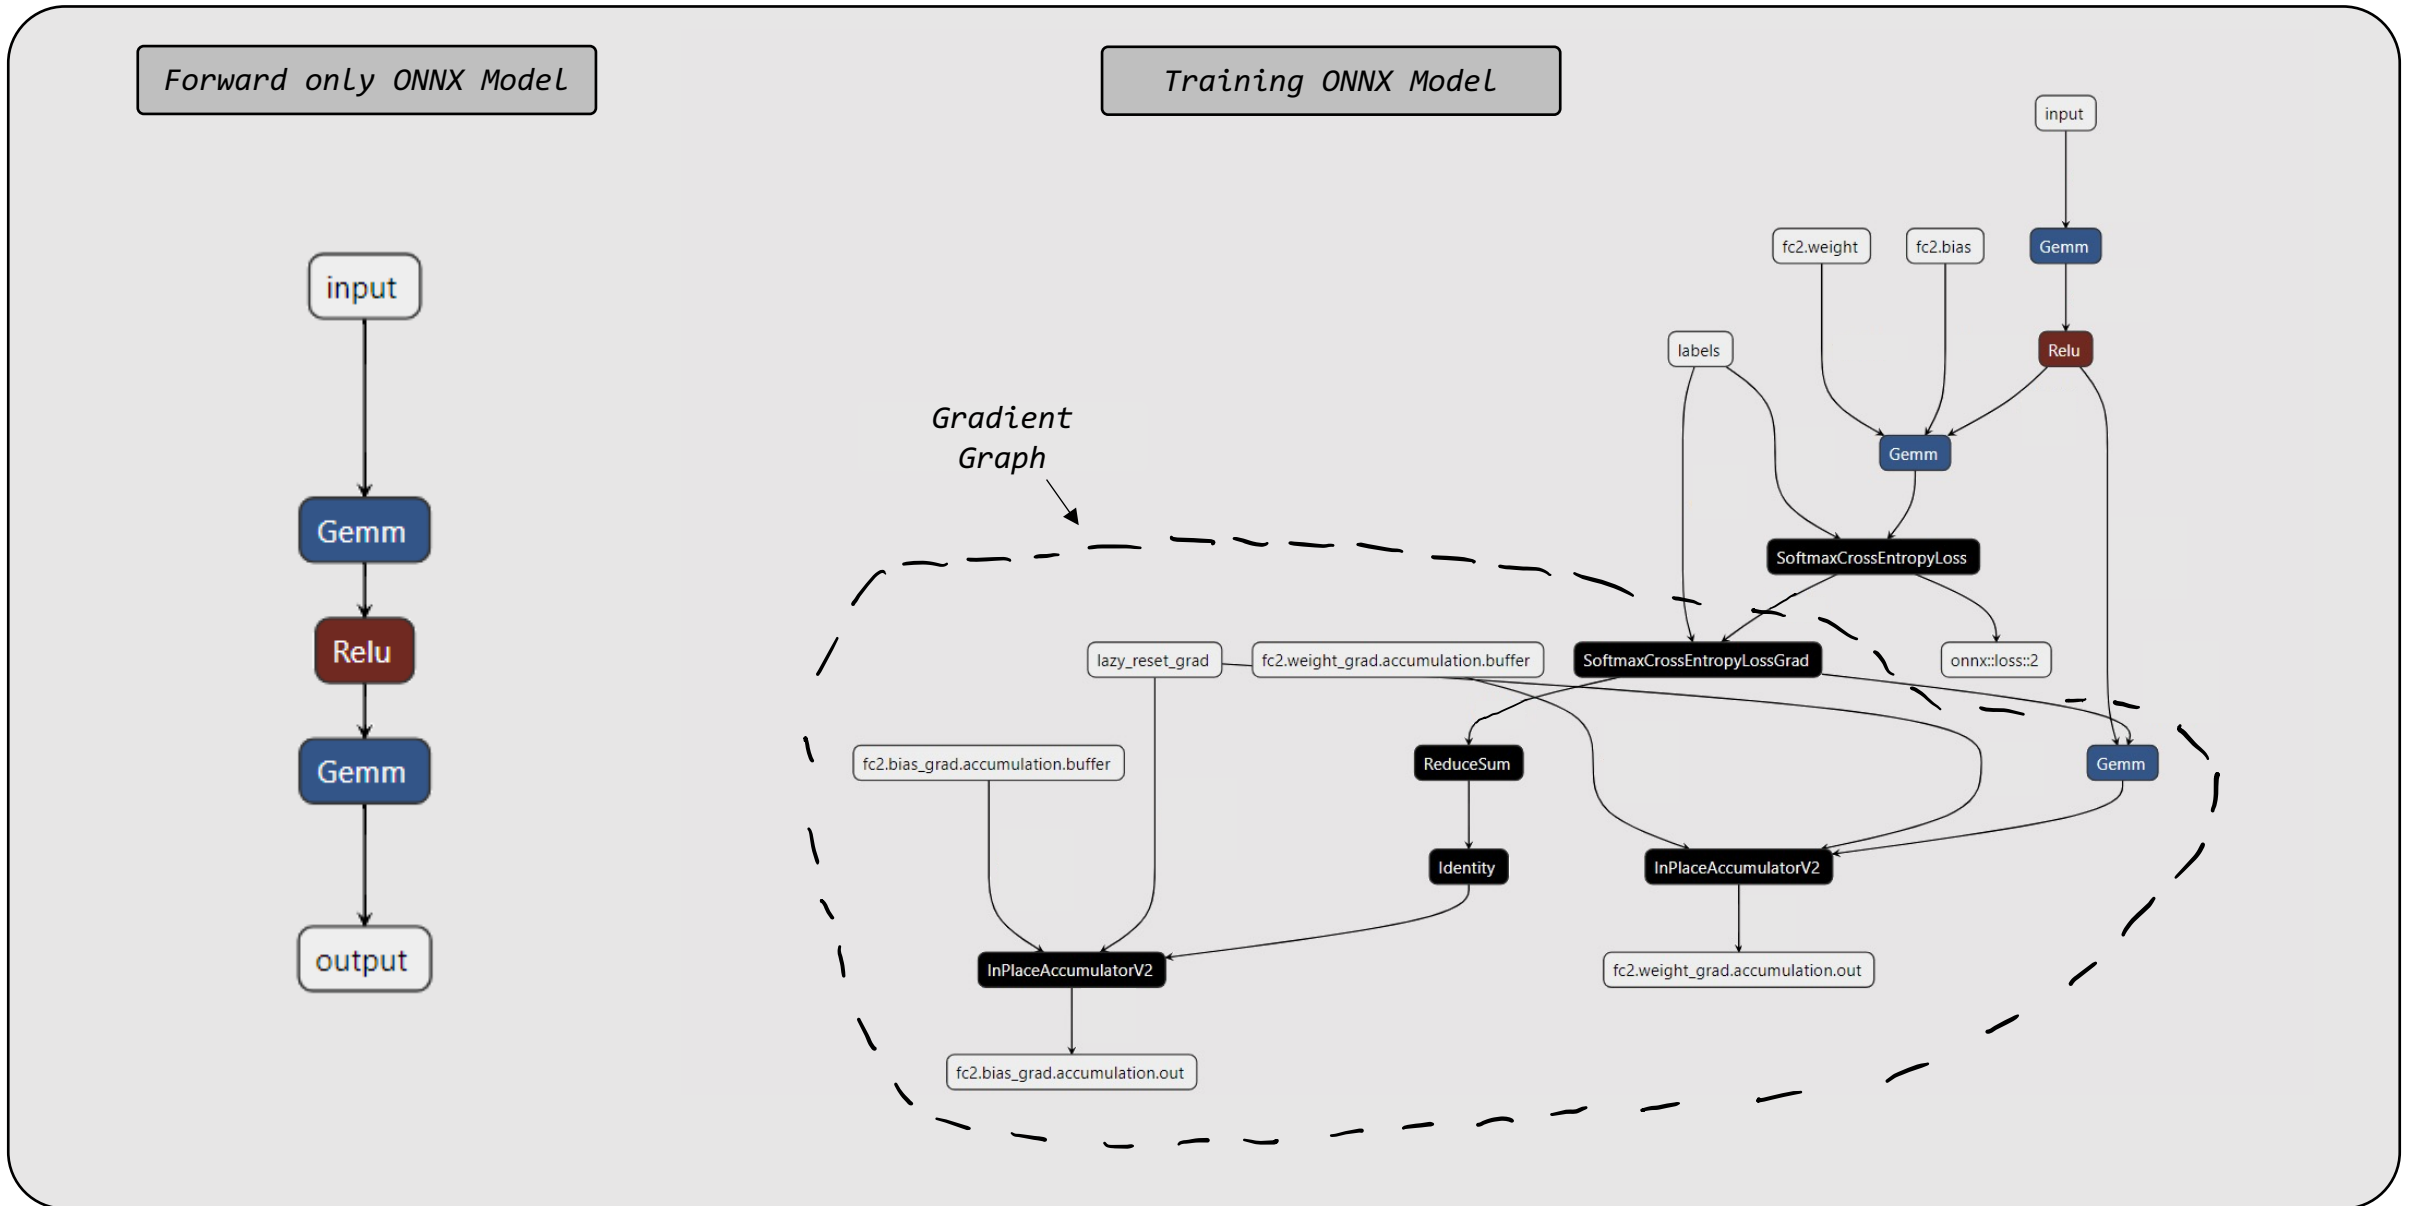 Forward only ONNX Model
input
Gemm
Relu
Gemm
output
Training ONNX Model
input
fc2.weight
fc2.bias
Gemm
labels
Relu
Gradient
Graph
Gemm
SoftmaxCrossEntropyLoss
lazy_reset_grad
fc2.weight_grad.accumulation.buffer
SoftmaxCrossEntropyLossGrad
onnx::loss::2
fc2.bias_grad.accumulation.buffer
ReduceSum
Gemm
Identity
InPlaceAccumulatorV2
InPlaceAccumulatorV2
fc2.weight_grad.accumulation.out
fc2.bias_grad.accumulation.out